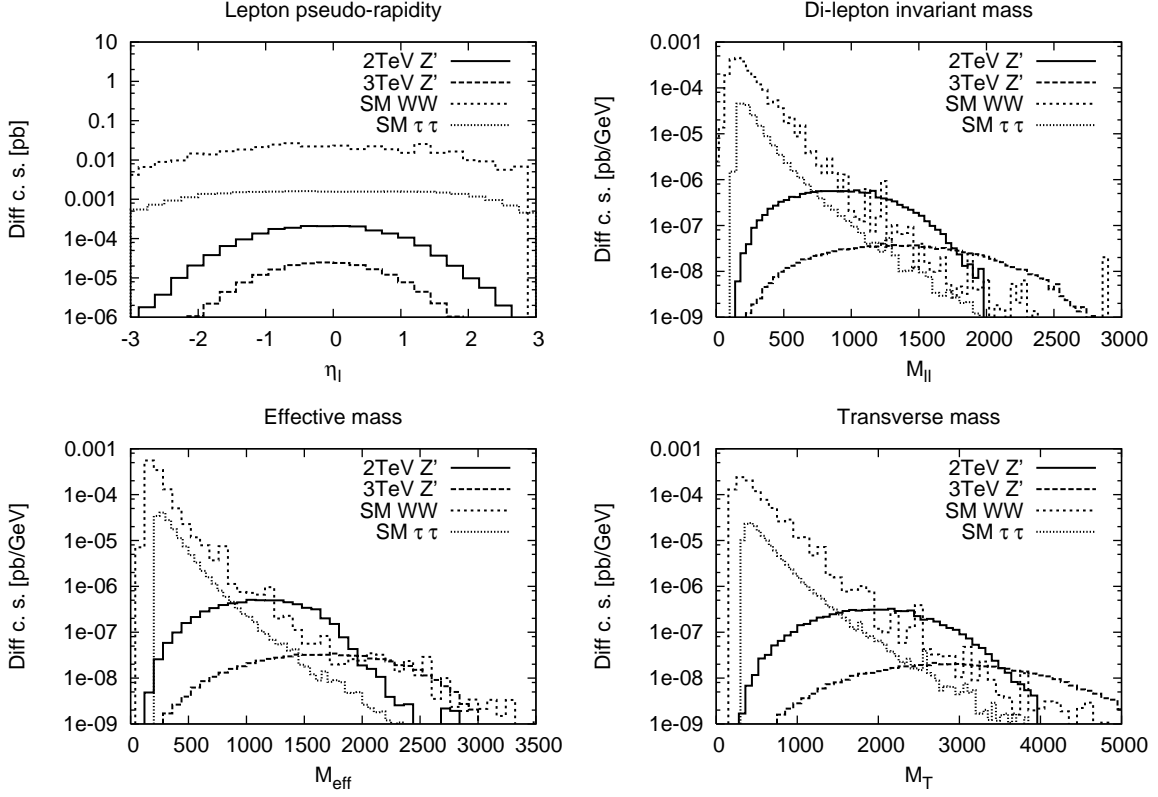 Lepton pseudo-rapidity
Diff c. s. [pb]
10
1
0.1
0.01
0.001
1e-04
1e-05
1e-06
-3 -2 -1 0 1 2 3
η_l
2TeV Z'
3TeV Z'
SM WW
SM τ τ
Di-lepton invariant mass
Diff c. s. [pb/GeV]
0.001
1e-04
1e-05
1e-06
1e-07
1e-08
1e-09
0 500 1000 1500 2000 2500 3000
M_ll
2TeV Z'
3TeV Z'
SM WW
SM τ τ
Effective mass
Diff c. s. [pb/GeV]
0.001
1e-04
1e-05
1e-06
1e-07
1e-08
1e-09
0 500 1000 1500 2000 2500 3000 3500
M_eff
2TeV Z'
3TeV Z'
SM WW
SM τ τ
Transverse mass
Diff c. s. [pb/GeV]
0.001
1e-04
1e-05
1e-06
1e-07
1e-08
1e-09
0 1000 2000 3000 4000 5000
M_T
2TeV Z'
3TeV Z'
SM WW
SM τ τ